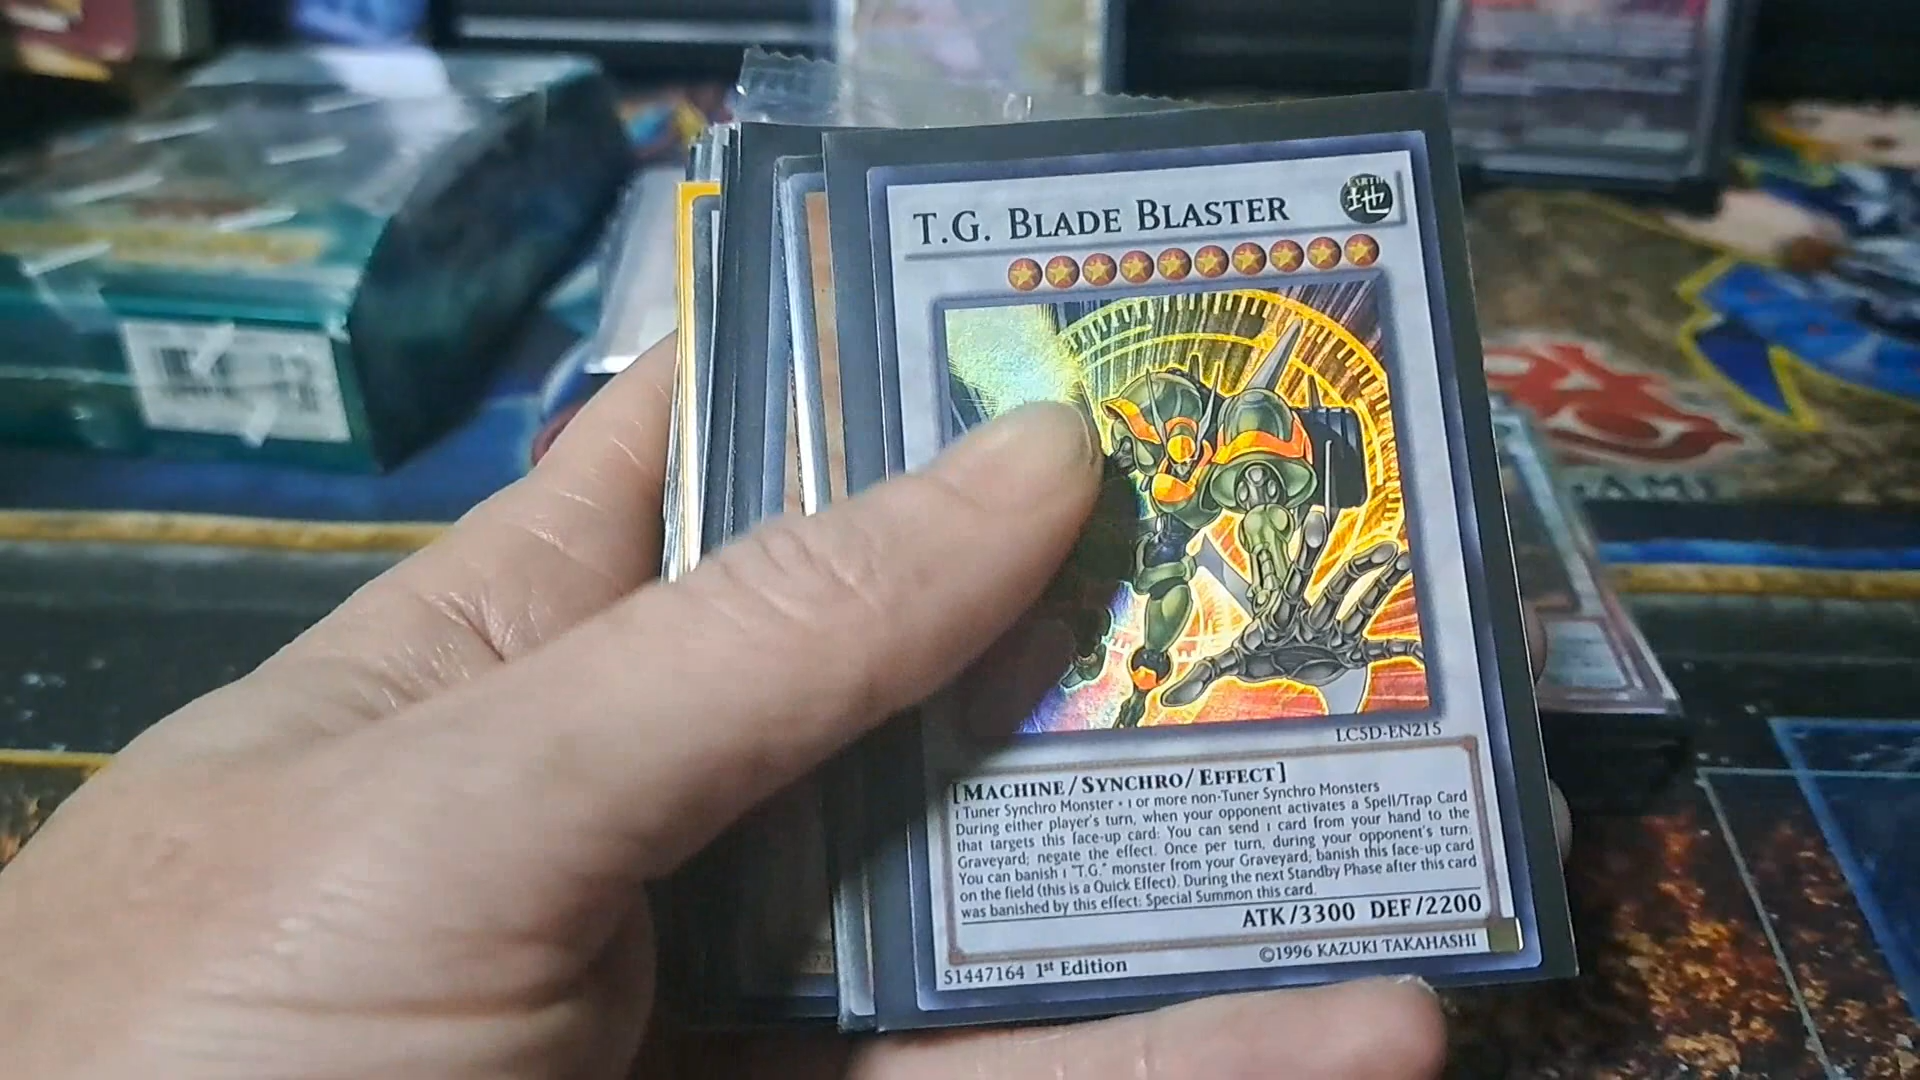 T.G. BLADE BLASTER
EARTH
地
LC5D-EN215
[MACHINE/SYNCHRO/EFFECT]
1 Tuner Synchro Monster + 1 or more non-Tuner Synchro Monsters
During either player's turn, when your opponent activates a Spell/Trap Card
that targets this face-up card: You can send 1 card from your hand to the
Graveyard; negate the effect. Once per turn, during your opponent's turn:
You can banish 1 "T.G." monster from your Graveyard; banish this face-up card
on the field (this is a Quick Effect). During the next Standby Phase after this card
was banished by this effect: Special Summon this card.
ATK/3300 DEF/2200
51447164 1st Edition
©1996 KAZUKI TAKAHASHI